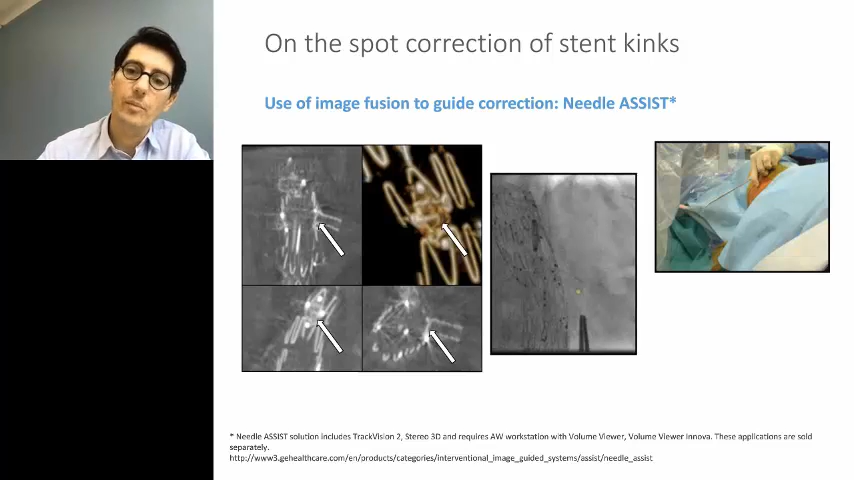 On the spot correction of stent kinks
Use of image fusion to guide correction: Needle ASSIST*
* Needle ASSIST solution includes TrackVision 2, Stereo 3D and requires AW workstation with Volume Viewer, Volume Viewer Innova. These applications are sold
separately.
http://www3.gehealthcare.com/en/products/categories/interventional_image_guided_systems/assist/needle_assist